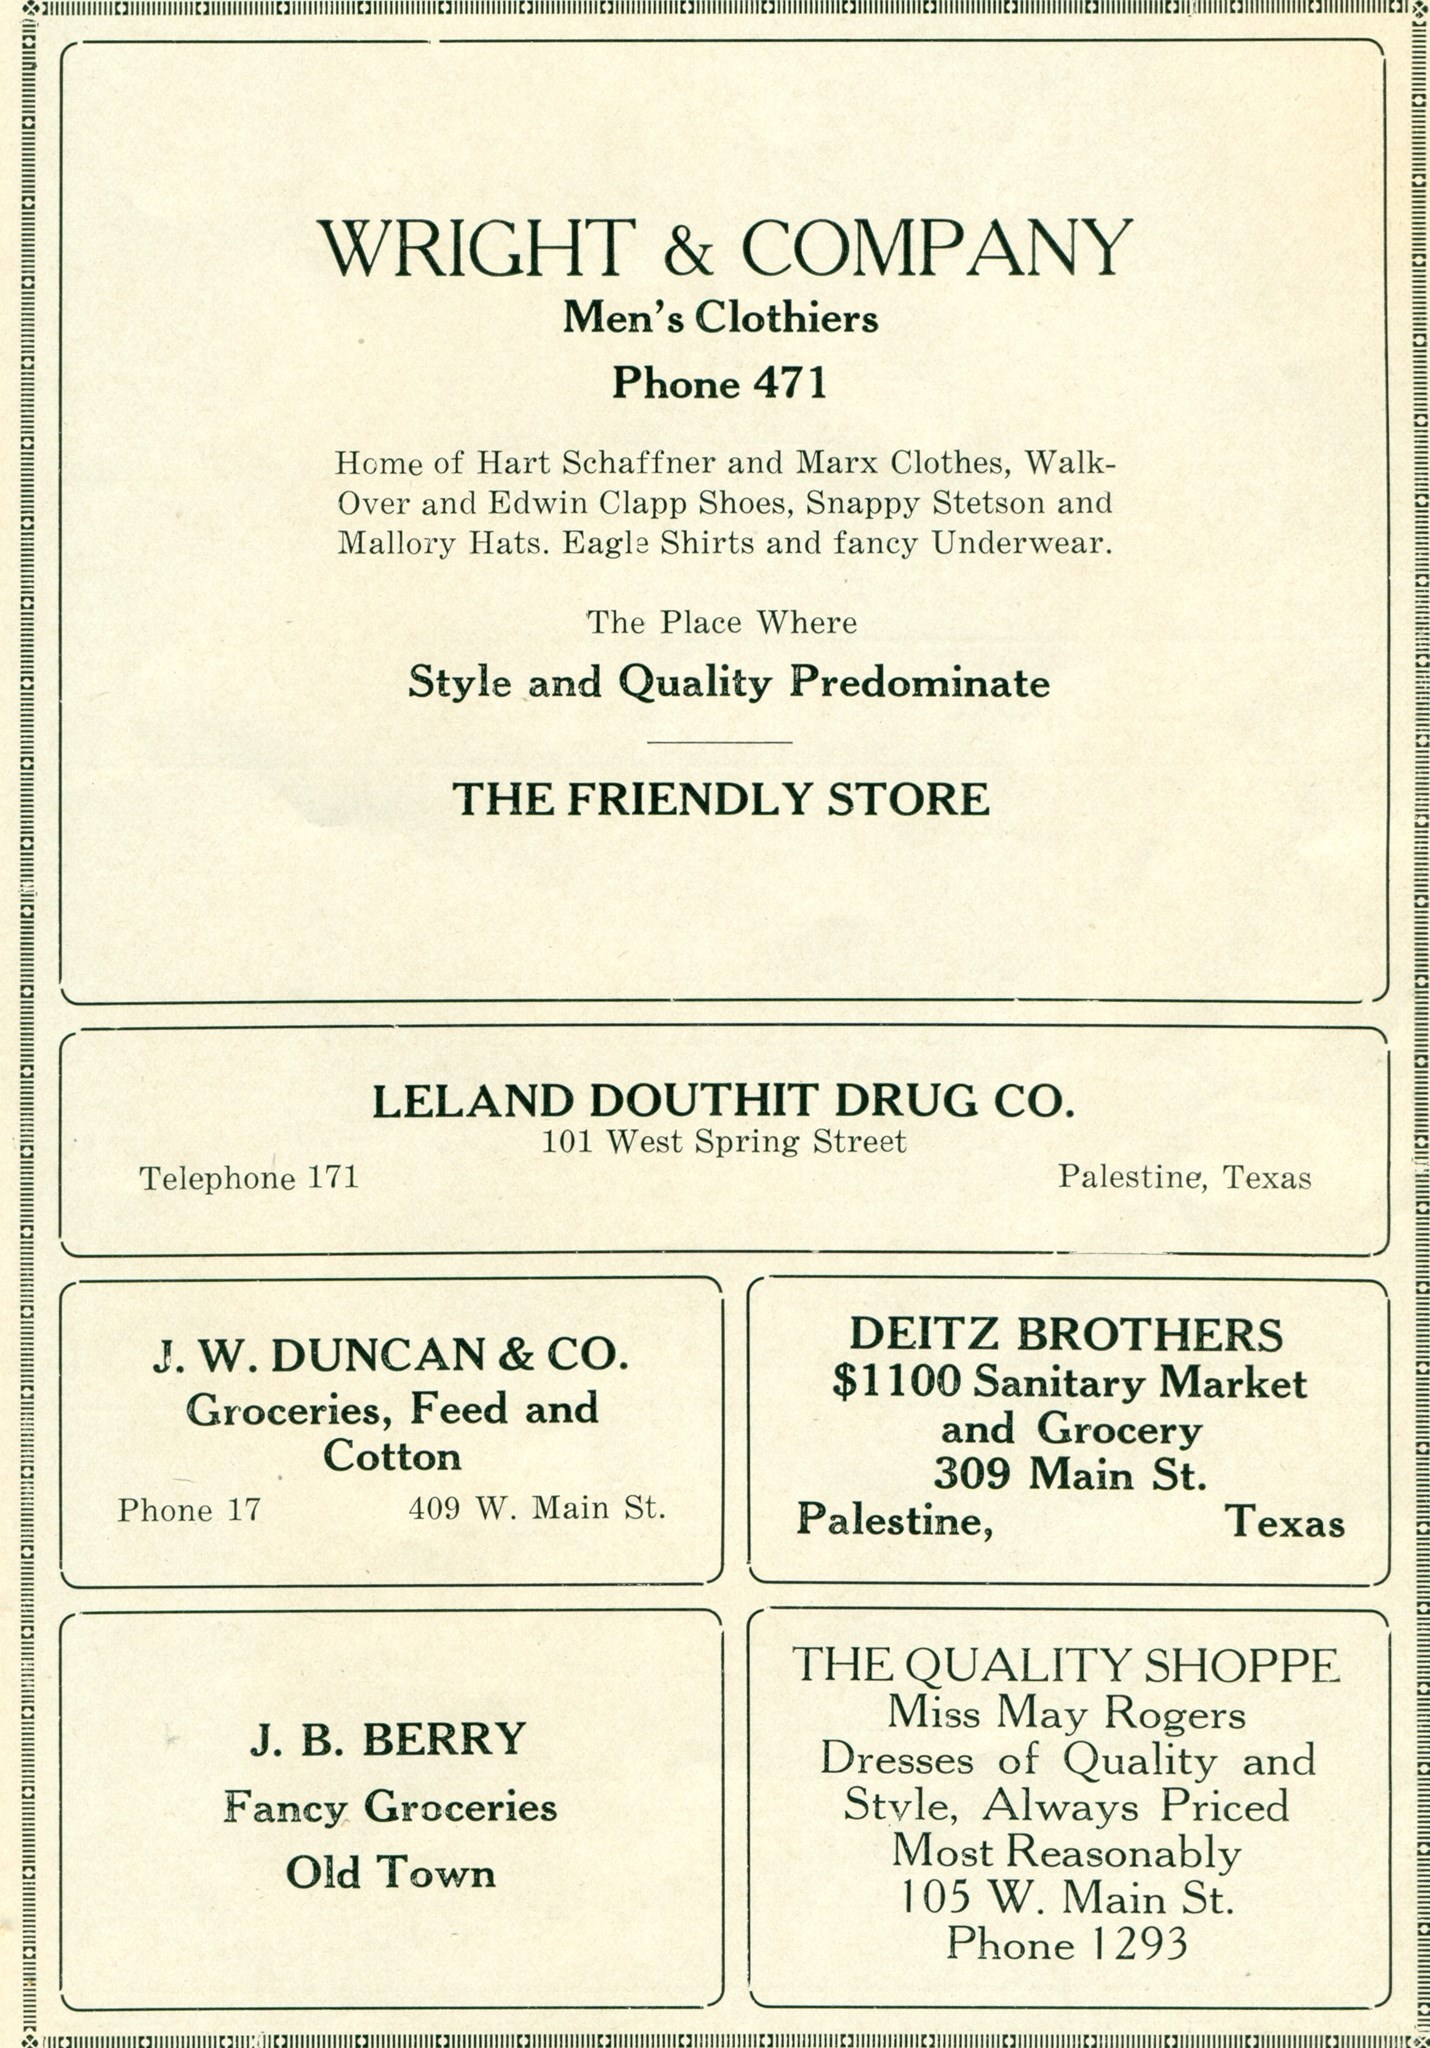 WRIGHT & COMPANY
Men's Clothiers
Phone 471
Home of Hart Schaffner and Marx Clothes, Walk-
Over and Edwin Clapp Shoes, Snappy Stetson and
Mallory Hats. Eagle Shirts and fancy Underwear.
The Place Where
Style and Quality Predominate
THE FRIENDLY STORE
LELAND DOUTHIT DRUG CO.
101 West Spring Street
Telephone 171 Palestine, Texas
J. W. DUNCAN & CO.
Groceries, Feed and
Cotton
Phone 17 409 W. Main St.
DEITZ BROTHERS
$1100 Sanitary Market
and Grocery
309 Main St.
Palestine, Texas
J. B. BERRY
Fancy Groceries
Old Town
THE QUALITY SHOPPE
Miss May Rogers
Dresses of Quality and
Style, Always Priced
Most Reasonably
105 W. Main St.
Phone 1293